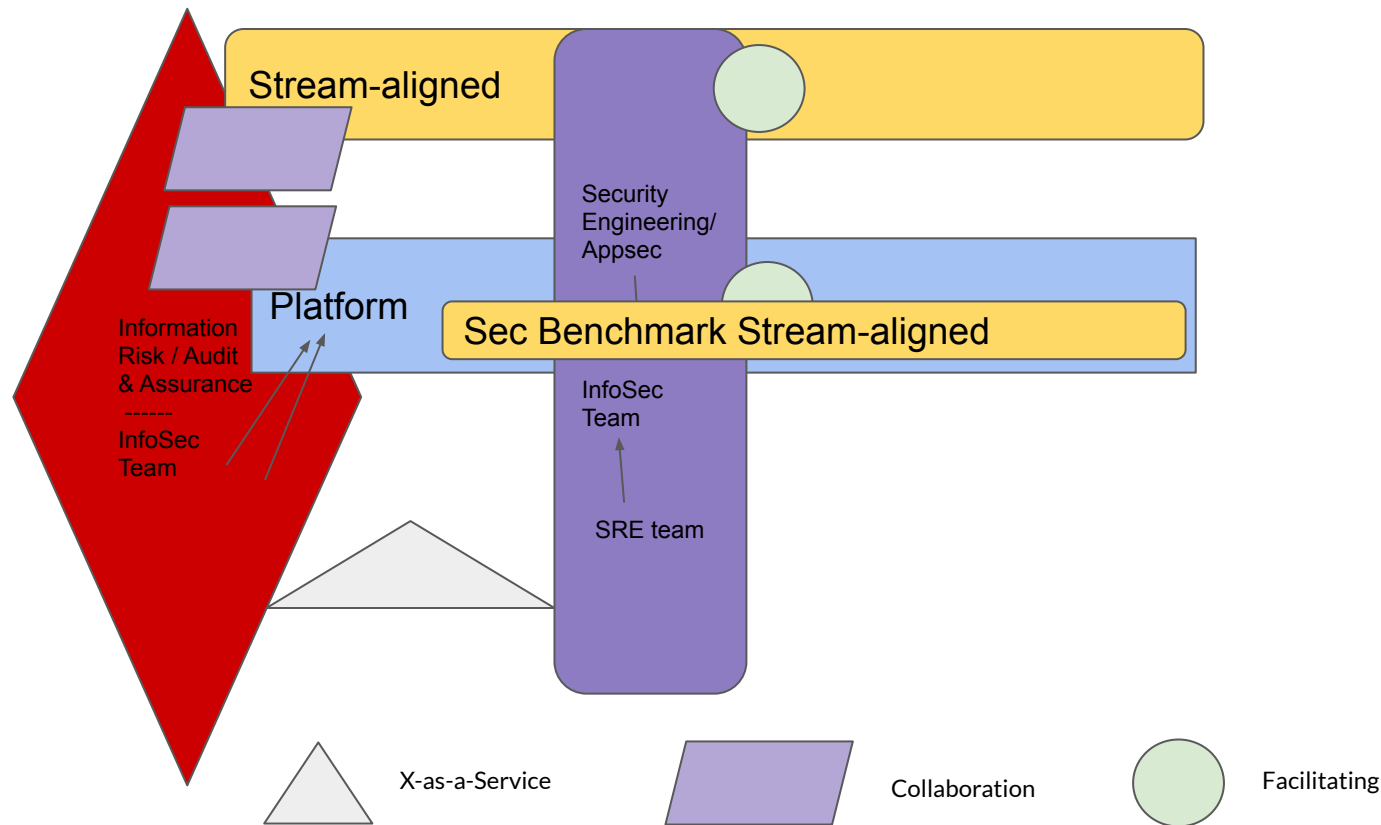 Stream-aligned
Security
Engineering/
Appsec
Platform
Sec Benchmark Stream-aligned
Information
Risk / Audit
& Assurance
------
InfoSec
Team
InfoSec
Team
SRE team
X-as-a-Service
Collaboration
Facilitating